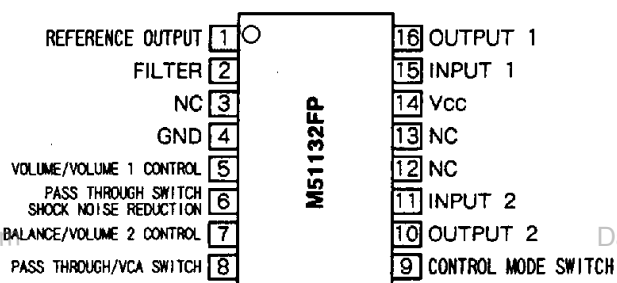 REFERENCE OUTPUT 1
FILTER 2
NC 3
GND 4
VOLUME/VOLUME 1 CONTROL 5
PASS THROUGH SWITCH
SHOCK NOISE REDUCTION 6
BALANCE/VOLUME 2 CONTROL 7
PASS THROUGH/VCA SWITCH 8
M51132FP
16 OUTPUT 1
15 INPUT 1
14 Vcc
13 NC
12 NC
11 INPUT 2
10 OUTPUT 2
9 CONTROL MODE SWITCH